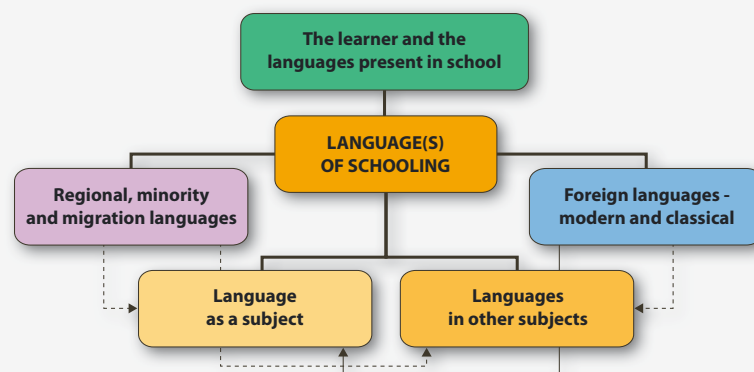 The learner and the
languages present in school
LANGUAGE(S)
OF SCHOOLING
Regional, minority
and migration languages
Foreign languages -
modern and classical
Language
as a subject
Languages
in other subjects